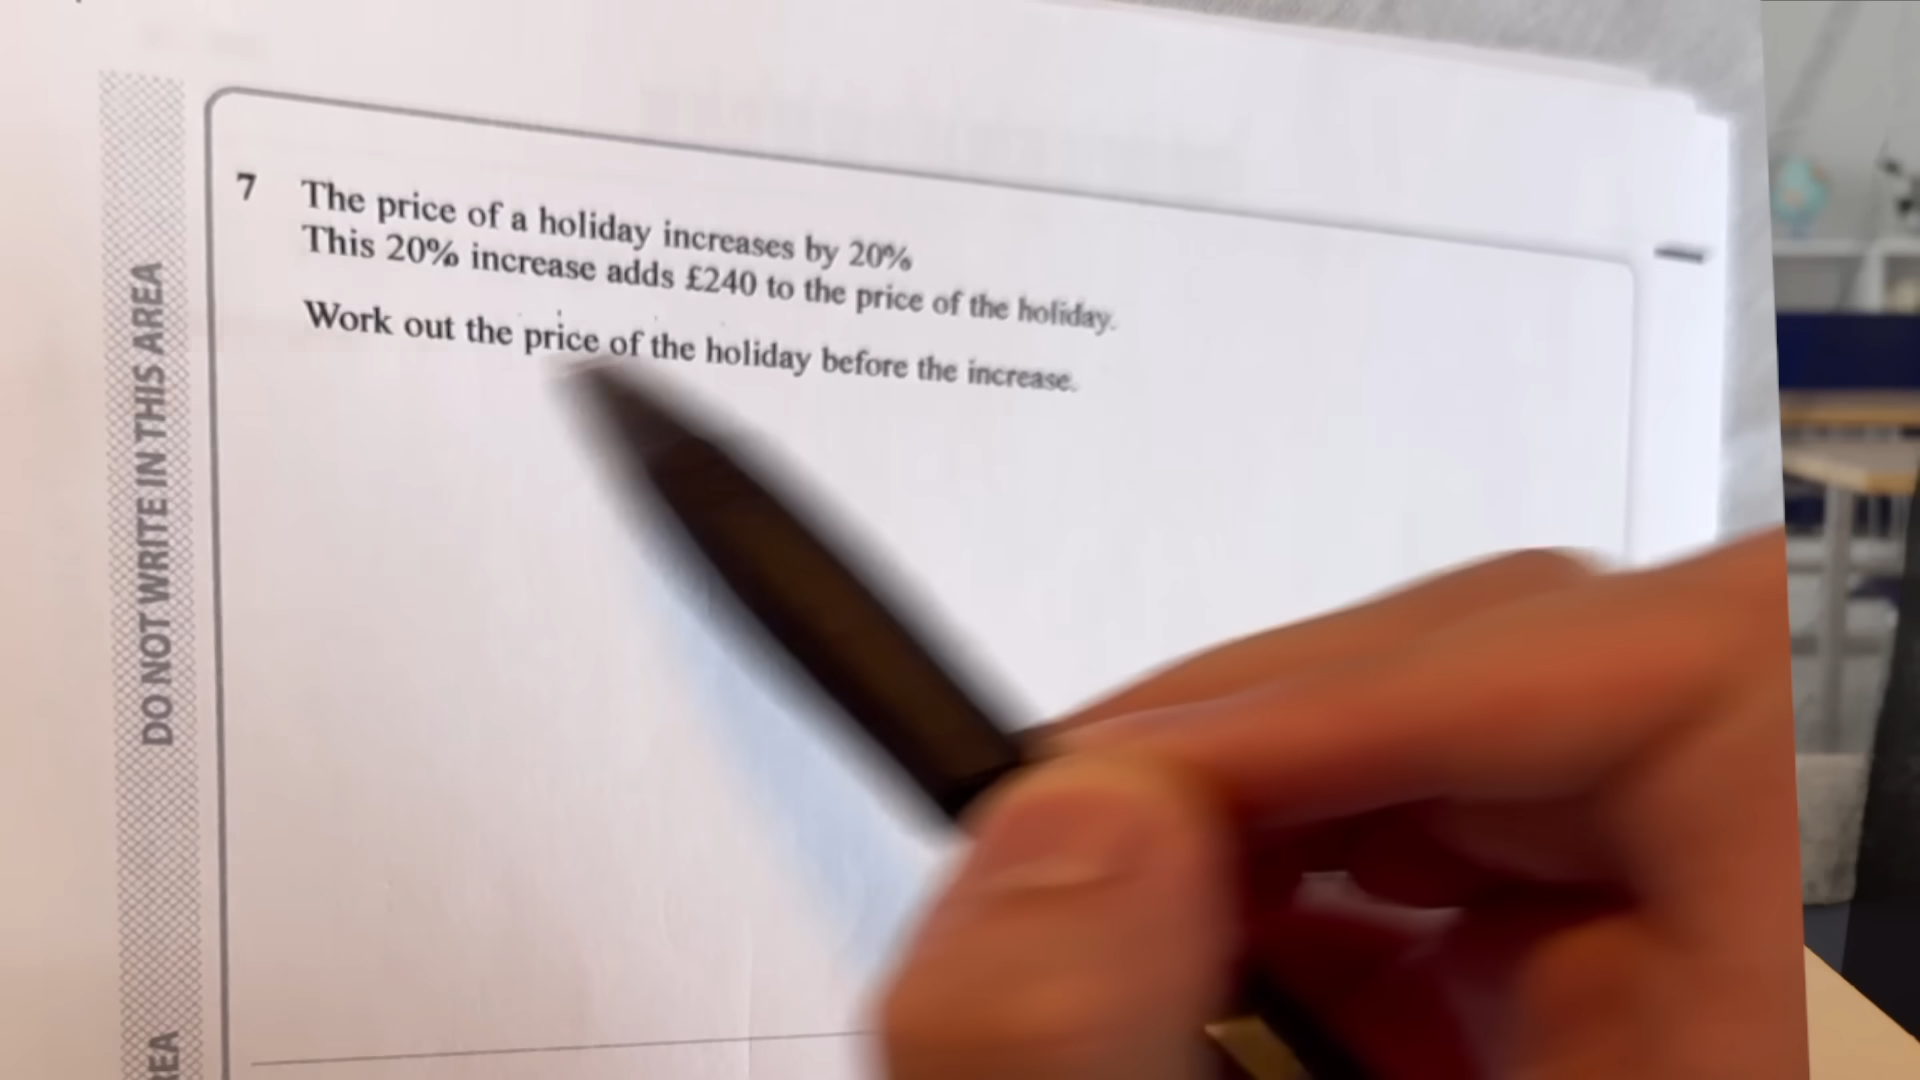 7 The price of a holiday increases by 20%
This 20% increase adds £240 to the price of the holiday.
Work out the price of the holiday before the increase.
DO NOT WRITE IN THIS AREA
REA